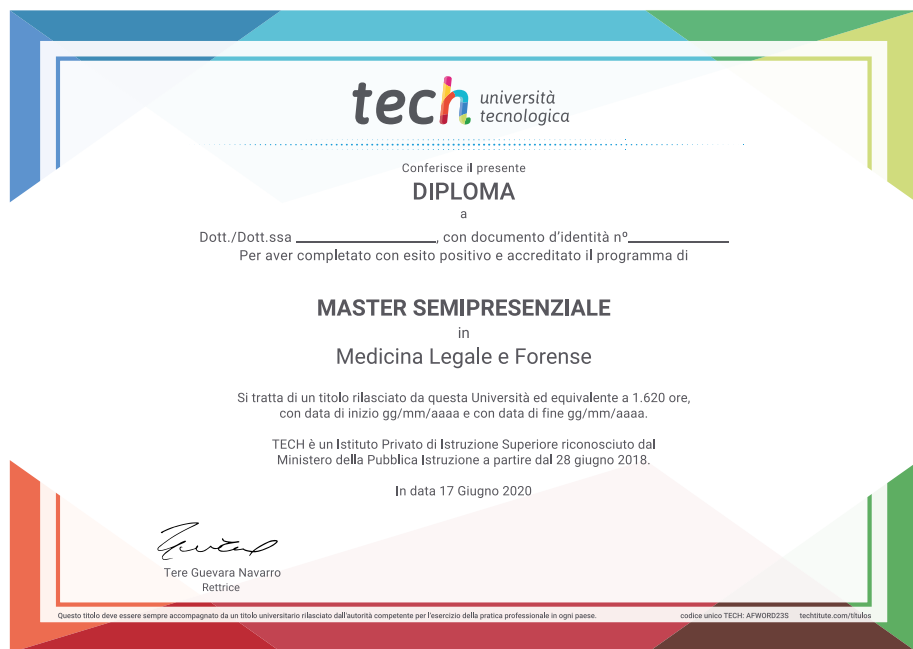 tech università
tecnologica
Conferisce il presente
DIPLOMA
a
Dott./Dott.ssa ________________, con documento d'identità nº____________
Per aver completato con esito positivo e accreditato il programma di
MASTER SEMIPRESENZIALE
in
Medicina Legale e Forense
Si tratta di un titolo rilasciato da questa Università ed equivalente a 1.620 ore,
con data di inizio gg/mm/aaaa e con data di fine gg/mm/aaaa.
TECH è un Istituto Privato di Istruzione Superiore riconosciuto dal
Ministero della Pubblica Istruzione a partire dal 28 giugno 2018.
In data 17 Giugno 2020
Tere Guevara Navarro
Rettrice
Questo titolo deve essere sempre accompagnato da un titolo universitario rilasciato dall'autorità competente per l'esercizio della pratica professionale in ogni paese. codice unico TECH: AFWORD23S techtitute.com/titulos